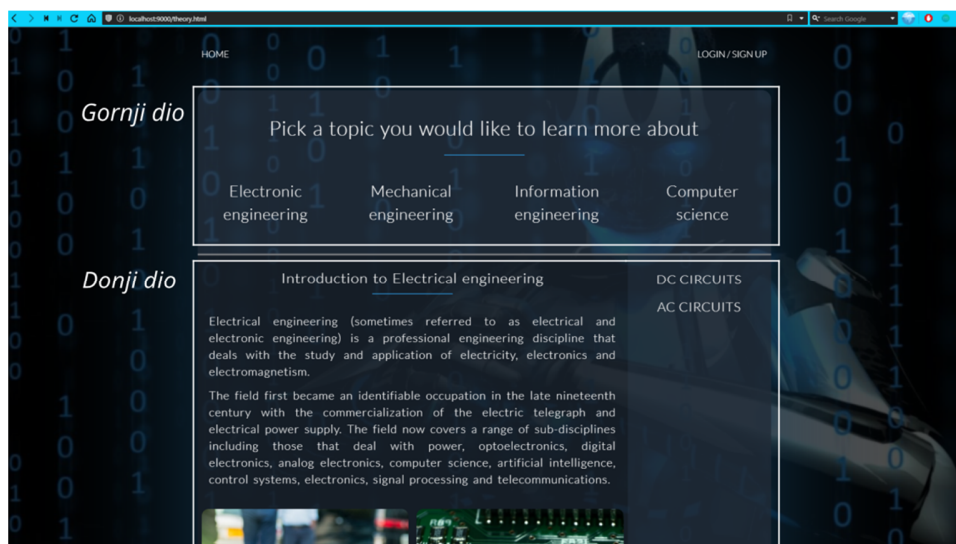 localhost:9000/theory.html
Search Google
HOME
LOGIN / SIGN UP
Gornji dio
Pick a topic you would like to learn more about
Electronic engineering
Mechanical engineering
Information engineering
Computer science
Donji dio
Introduction to Electrical engineering
DC CIRCUITS
AC CIRCUITS
Electrical engineering (sometimes referred to as electrical and
electronic engineering) is a professional engineering discipline that
deals with the study and application of electricity, electronics and
electromagnetism.
The field first became an identifiable occupation in the late nineteenth
century with the commercialization of the electric telegraph and
electrical power supply. The field now covers a range of sub-disciplines
including those that deal with power, optoelectronics, digital
electronics, analog electronics, computer science, artificial intelligence,
control systems, electronics, signal processing and telecommunications.